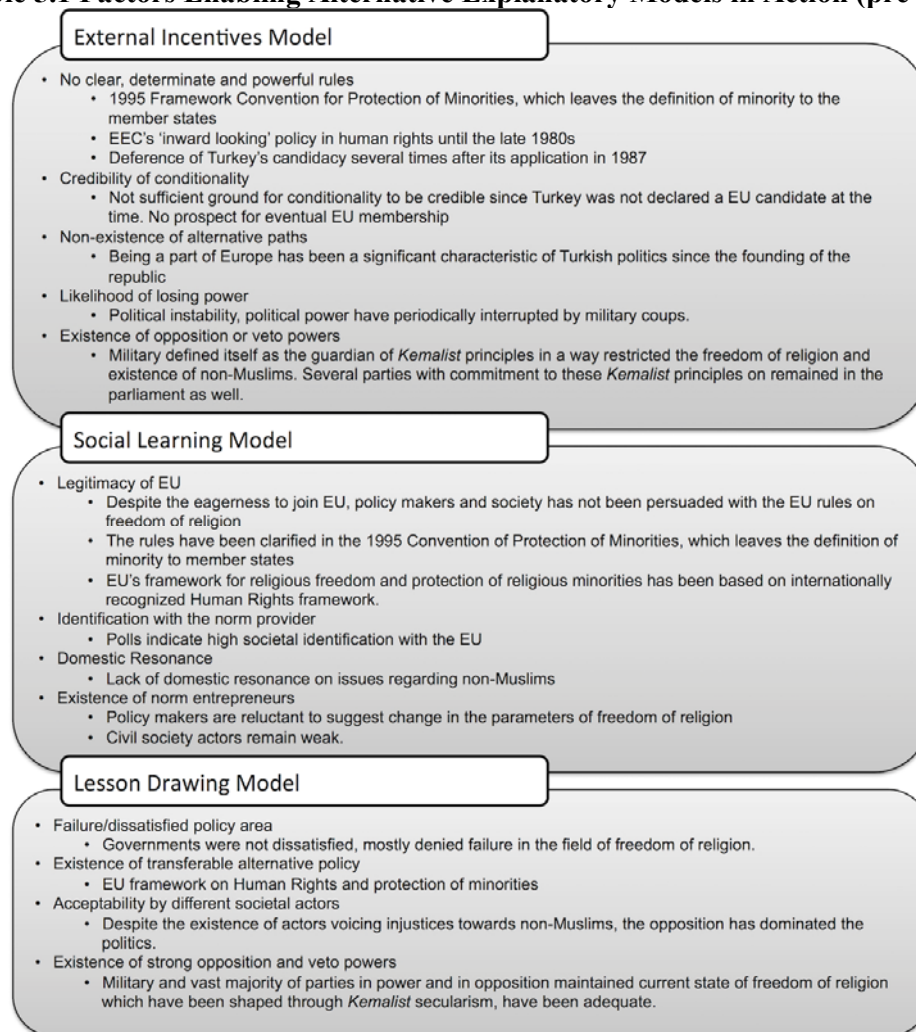 External Incentives Model
• No clear, determinate and powerful rules
• 1995 Framework Convention for Protection of Minorities, which leaves the definition of minority to the
member states
• EEC's 'inward looking' policy in human rights until the late 1980s
• Deference of Turkey's candidacy several times after its application in 1987
• Credibility of conditionality
• Not sufficient ground for conditionality to be credible since Turkey was not declared a EU candidate at the
time. No prospect for eventual EU membership
• Non-existence of alternative paths
• Being a part of Europe has been a significant characteristic of Turkish politics since the founding of the
republic
• Likelihood of losing power
• Political instability, political power have periodically interrupted by military coups.
• Existence of opposition or veto powers
• Military defined itself as the guardian of Kemalist principles in a way restricted the freedom of religion and
existence of non-Muslims. Several parties with commitment to these Kemalist principles on remained in the
parliament as well.
Social Learning Model
• Legitimacy of EU
• Despite the eagerness to join EU, policy makers and society has not been persuaded with the EU rules on
freedom of religion
• The rules have been clarified in the 1995 Convention of Protection of Minorities, which leaves the definition of
minority to member states
• EU's framework for religious freedom and protection of religious minorities has been based on internationally
recognized Human Rights framework.
• Identification with the norm provider
• Polls indicate high societal identification with the EU
• Domestic Resonance
• Lack of domestic resonance on issues regarding non-Muslims
• Existence of norm entrepreneurs
• Policy makers are reluctant to suggest change in the parameters of freedom of religion
• Civil society actors remain weak.
Lesson Drawing Model
• Failure/dissatisfied policy area
• Governments were not dissatisfied, mostly denied failure in the field of freedom of religion.
• Existence of transferable alternative policy
• EU framework on Human Rights and protection of minorities
• Acceptability by different societal actors
• Despite the existence of actors voicing injustices towards non-Muslims, the opposition has dominated the
politics.
• Existence of strong opposition and veto powers
• Military and vast majority of parties in power and in opposition maintained current state of freedom of religion
which have been shaped through Kemalist secularism, have been adequate.